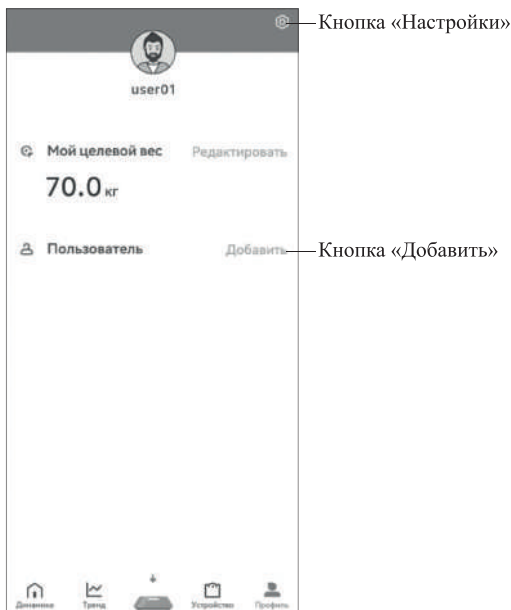 Кнопка «Настройки»
user01
Мой целевой вес Редактировать
70.0 кг
Пользователь Добавить
Кнопка «Добавить»
Динамика Тренд Устройство Профиль